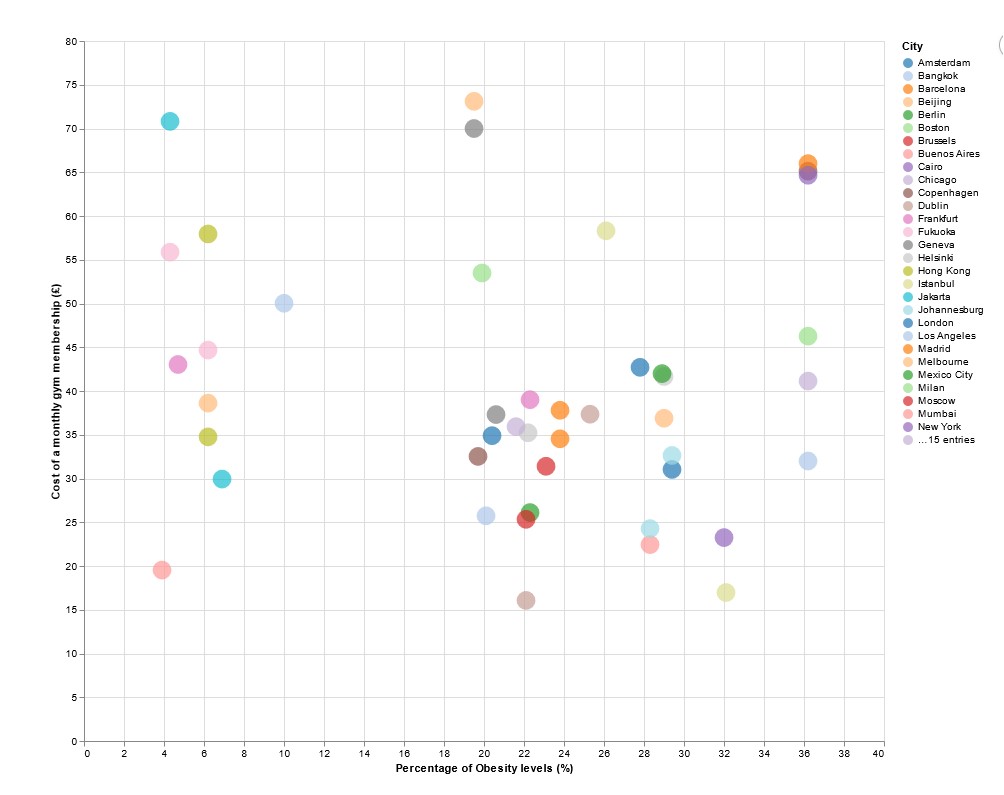 80
75
70
65
60
55
50
45
40
35
30
25
20
15
10
5
0
Cost of a monthly gym membership (£)
0 2 4 6 8 10 12 14 16 18 20 22 24 26 28 30 32 34 36 38 40
Percentage of Obesity levels (%)
City
Amsterdam
Bangkok
Barcelona
Beijing
Berlin
Boston
Brussels
Buenos Aires
Cairo
Chicago
Copenhagen
Dublin
Frankfurt
Fukuoka
Geneva
Helsinki
Hong Kong
Istanbul
Jakarta
Johannesburg
London
Los Angeles
Madrid
Melbourne
Mexico City
Milan
Moscow
Mumbai
New York
...15 entries